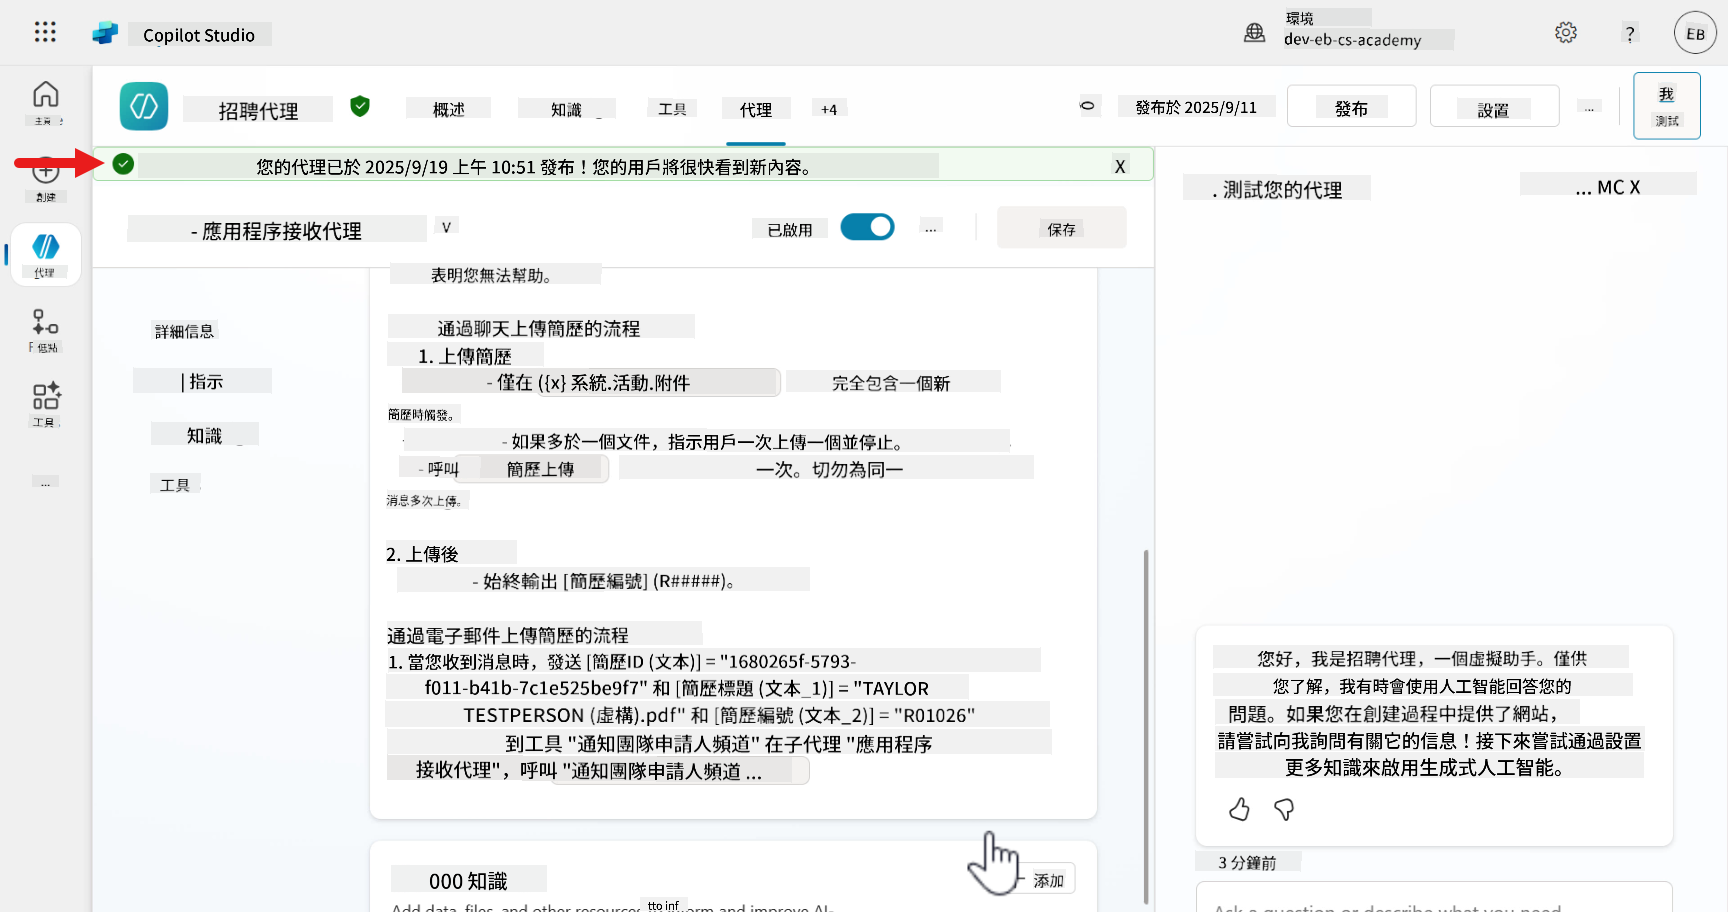 Copilot Studio
環境
dev-eb-cs-academy
?
EB
主頁
招聘代理
概述
知識
工具
代理
+4
發布於 2025/9/11
發布
設置
...
我
測試
您的代理已於 2025/9/19 上午 10:51 發布！您的用戶將很快看到新內容。
X
創建
代理
工具
...
- 應用程序接收代理
V
已啟用
...
保存
. 測試您的代理
... MC X
詳細信息
| 指示
知識
工具
表明您無法幫助。
通過聊天上傳簡歷的流程
1. 上傳簡歷
- 僅在 ({x} 系統.活動.附件
完全包含一個新
簡歷時觸發。
- 如果多於一個文件，指示用戶一次上傳一個並停止。
- 呼叫
簡歷上傳
一次。切勿為同一
消息多次上傳。
2. 上傳後
- 始終輸出 [簡歷編號] (R#####)。
通過電子郵件上傳簡歷的流程
1. 當您收到消息時，發送 [簡歷ID (文本)] = "1680265f-5793-
f011-b41b-7c1e525be9f7" 和 [簡歷標題 (文本_1)] = "TAYLOR
TESTPERSON (虛構).pdf" 和 [簡歷編號 (文本_2)] = "R01026"
到工具 "通知團隊申請人頻道" 在子代理 "應用程序
接收代理"，呼叫 "通知團隊申請人頻道 ...
000 知識
添加
Add data, files, and other resources
您好，我是招聘代理，一個虛擬助手。僅供
您了解，我有時會使用人工智能回答您的
問題。如果您在創建過程中提供了網站，
請嘗試向我詢問有關它的信息！接下來嘗試通過設置
更多知識來啟用生成式人工智能。
3 分鐘前
Ask a question or describe what you need